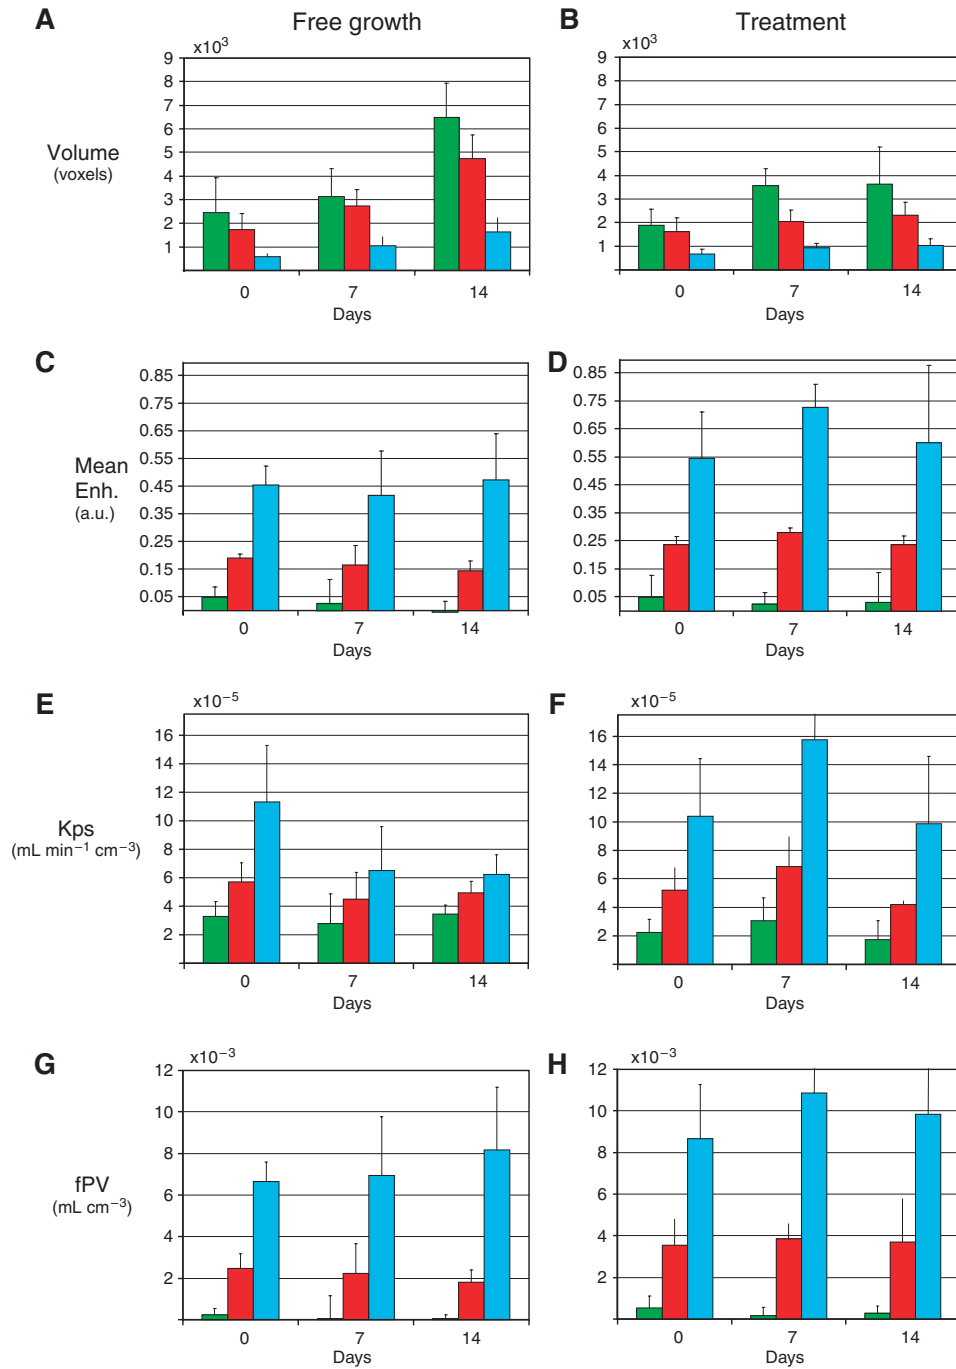 A Free growth
B Treatment
x10³
9
8
7
6
5
4
3
2
1
Volume
(voxels)
0 7 14
Days
x10³
9
8
7
6
5
4
3
2
1
0 7 14
Days
C
0.85
0.75
0.65
0.55
0.45
0.35
0.25
0.15
0.05
Mean
Enh.
(a.u.)
0 7 14
Days
D
0.85
0.75
0.65
0.55
0.45
0.35
0.25
0.15
0.05
0 7 14
Days
E
x10⁻⁵
16
14
12
10
8
6
4
2
Kps
(mL min⁻¹ cm⁻³)
0 7 14
Days
F
x10⁻⁵
16
14
12
10
8
6
4
2
0 7 14
Days
G
x10⁻³
12
10
8
6
4
2
fPV
(mL cm⁻³)
0 7 14
Days
H
x10⁻³
12
10
8
6
4
2
0 7 14
Days